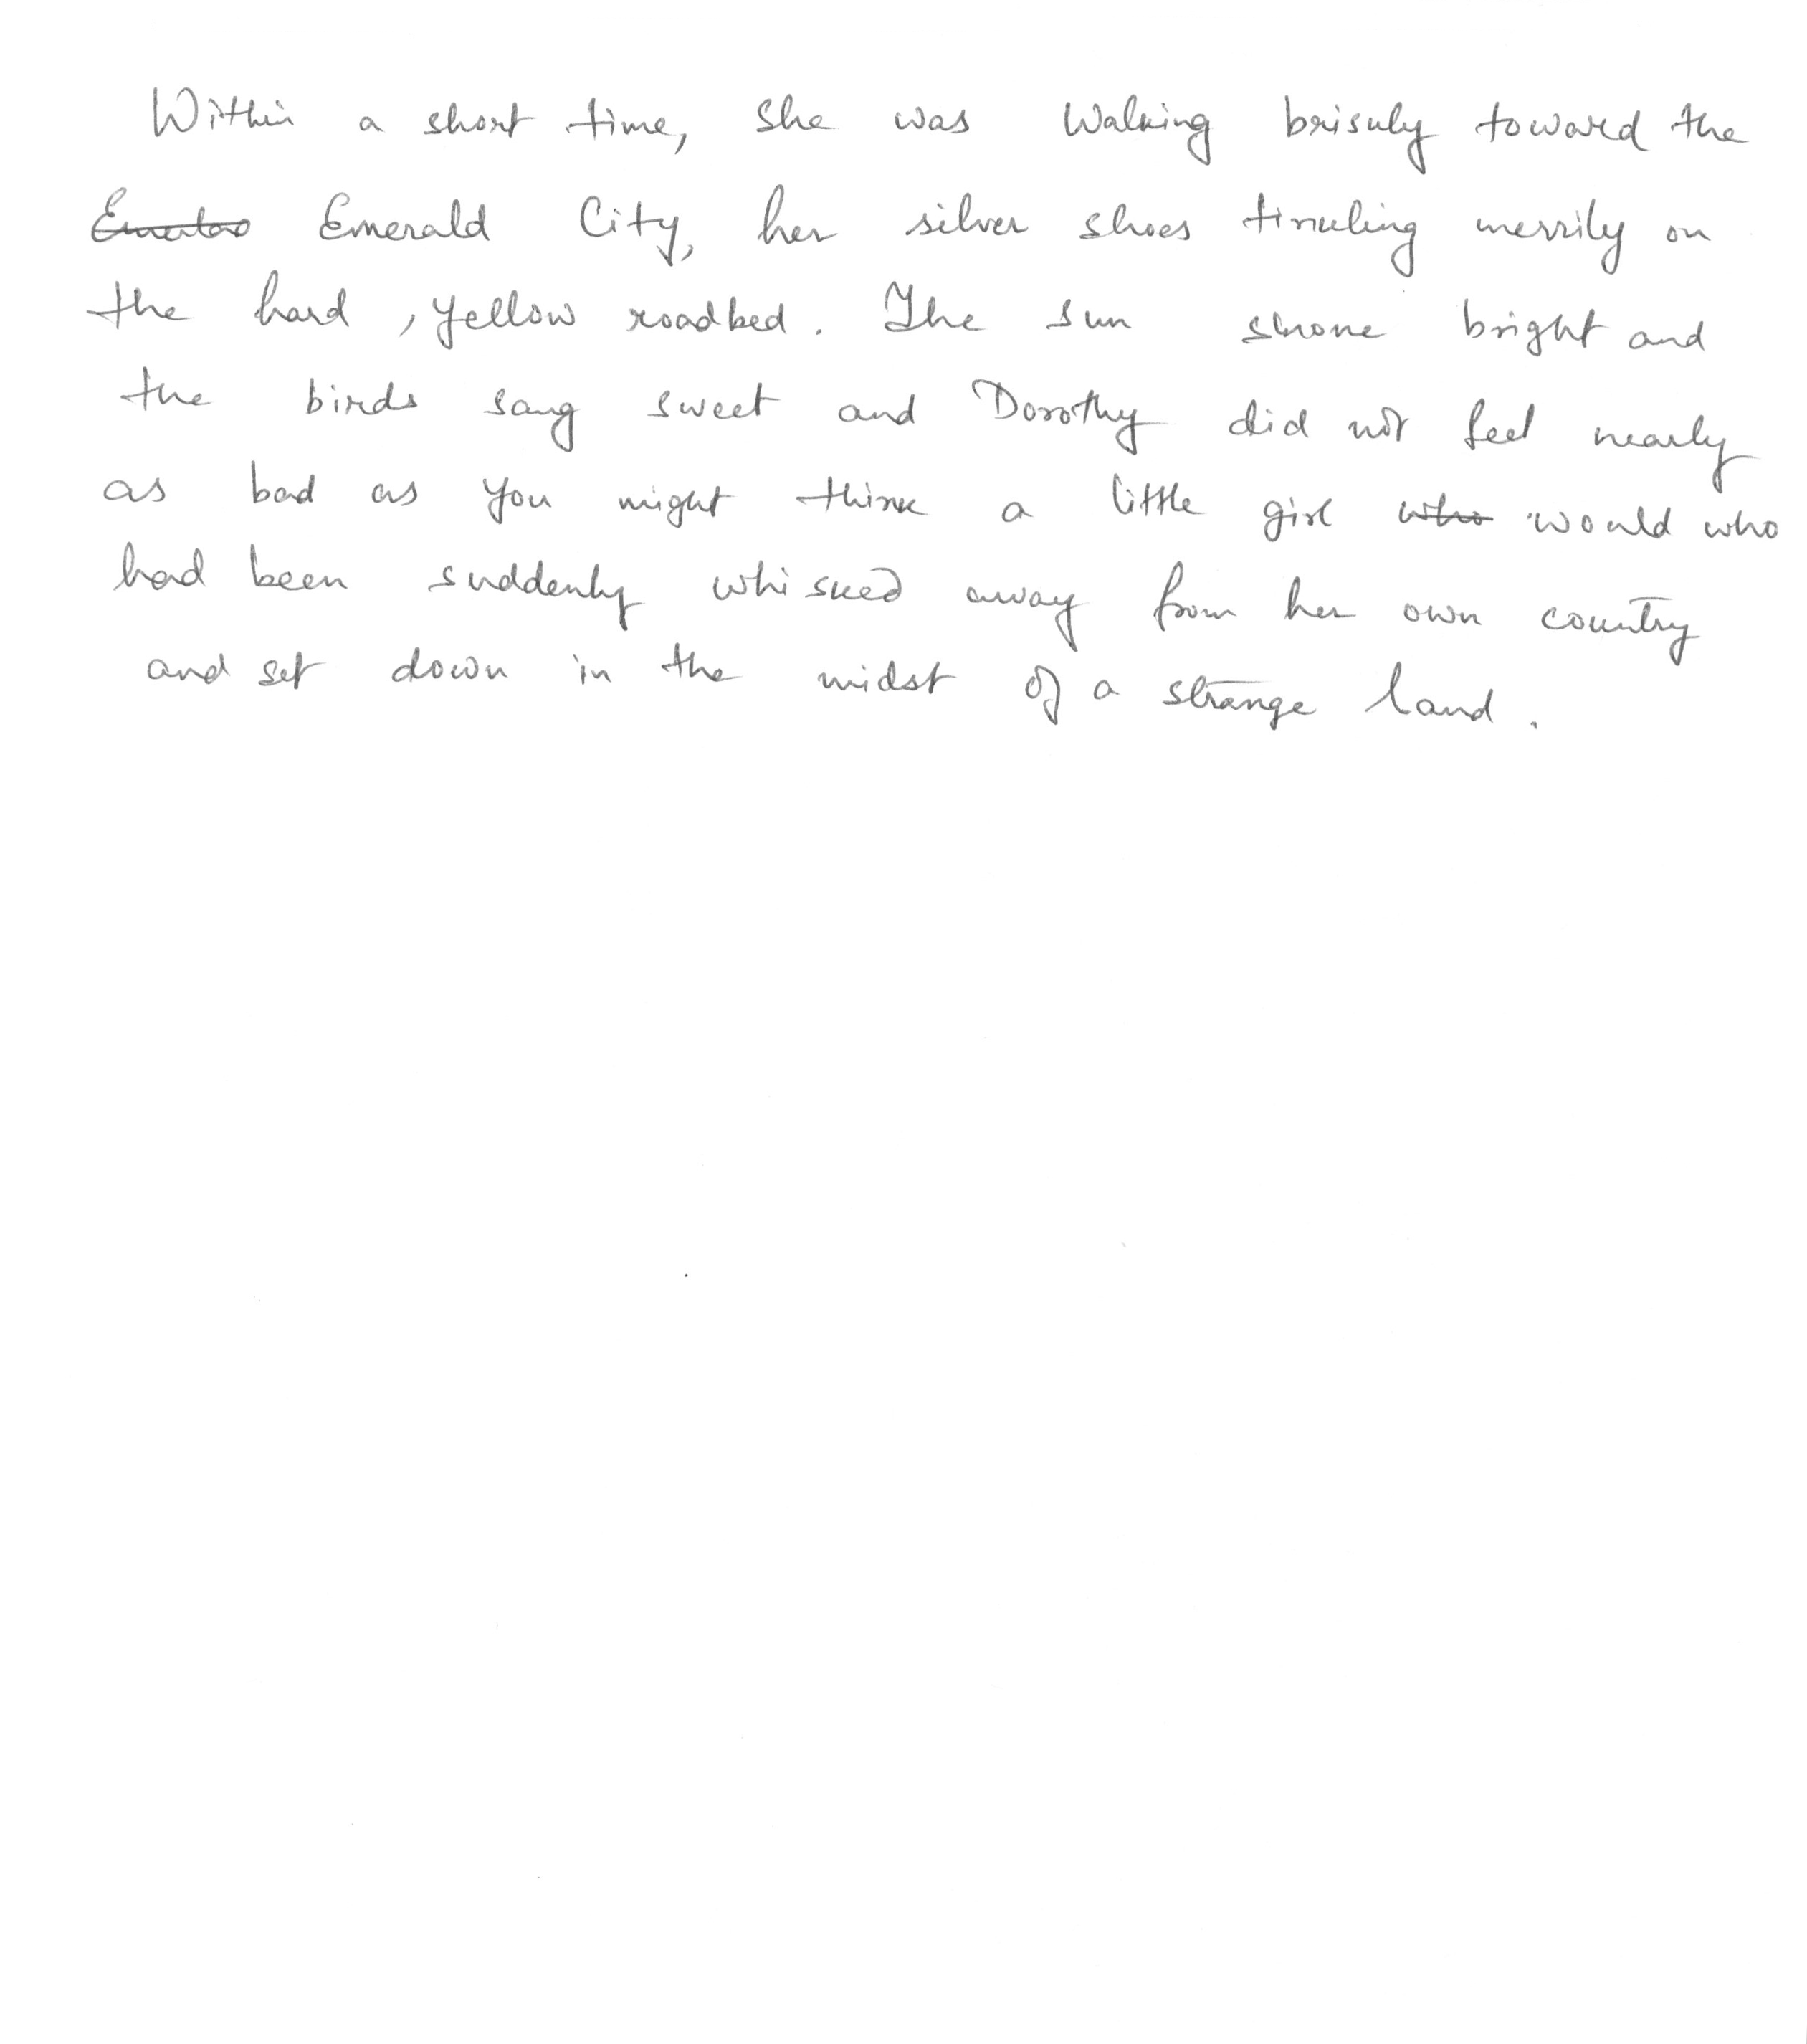 Within a short time, she was walking briskly toward the
Emerald City, her silver shoes tinkling merrily on
the hard, yellow roadbed. The sun shone bright and
the birds sang sweet and Dorothy did not feel nearly
as bad as you might think a little girl who would who
had been suddenly whisked away from her own country
and set down in the midst of a strange land.